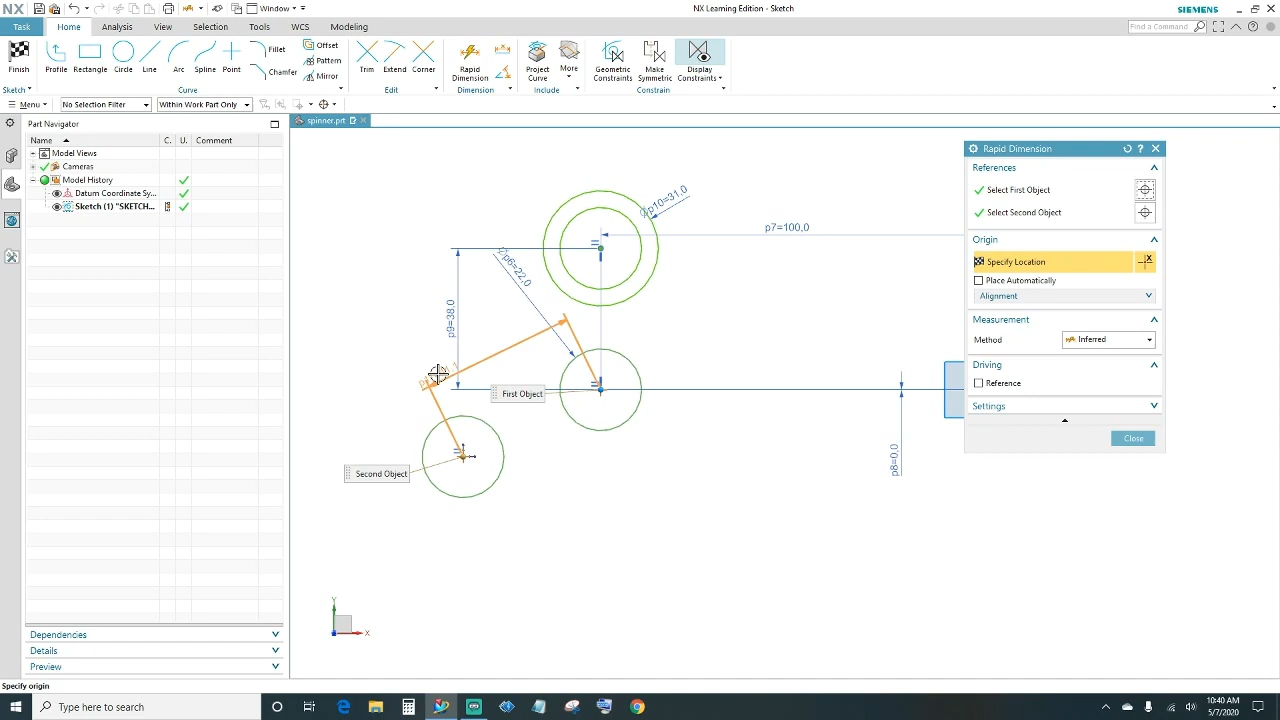 NX
Window
NX Learning Edition - Sketch
SIEMENS
Task
Home
Analysis
View
Selection
Tools
WCS
Modeling
Find a Command
Finish
Profile
Rectangle
Circle
Line
Arc
Spline
Point
Fillet
Chamfer
Offset
Pattern
Mirror
Trim
Extend
Corner
Rapid
Dimension
Project
Curve
More
Geometric
Constraints
Make
Symmetric
Display
Constraints
Sketch
Curve
Edit
Dimension
Include
Constrain
Menu
No Selection Filter
Within Work Part Only
Part Navigator
spinner.prt
Name
C.
U.
Comment
Model Views
Cameras
Model History
Datum Coordinate Sy...
Sketch (1) "SKETCH...
Dependencies
Details
Preview
Øp10=31,0
p7=100,0
Øp6=22,0
p9=38,0
p8=0,0
First Object
Second Object
Y
X
Rapid Dimension
References
Select First Object
Select Second Object
Origin
Specify Location
Place Automatically
Alignment
Measurement
Method
Inferred
Driving
Reference
Settings
Close
Specify origin
Type here to search
10:40 AM
5/7/2020